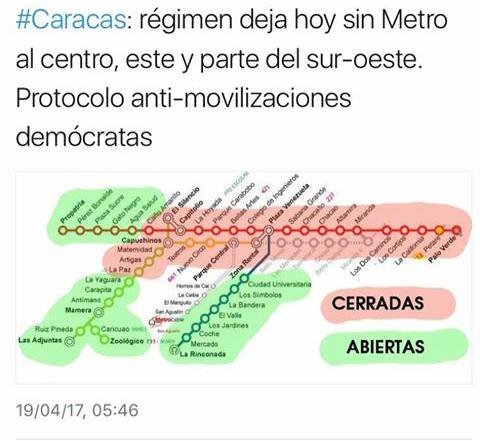 #Caracas: régimen deja hoy sin Metro
al centro, este y parte del sur-oeste.
Protocolo anti-movilizaciones
demócratas
Propatria
Pérez Bonalde
Plaza Sucre
Gato Negro
Agua Salud
Caño Amarillo
El Silencio
Capitolio
La Hoyada
Parque Carabobo
Bellas Artes
Colegio de Ingenieros
Plaza Venezuela
Sabana Grande
Chacaíto
Chacao
Altamira
Miranda
Los Dos Caminos
Los Cortijos
La California
Petare
Palo Verde
Capuchinos
Maternidad
Artigas
La Paz
Teatros
Nuevo Circo
Parque Central
Zona Rental
La Yaguara
Carapita
Antímano
Mamera
Ruiz Pineda
Las Adjuntas
Caricuao
Zoológico
Hornos de Cal
La Ceiba
El Manguito
San Agustín
MetroCable
Ciudad Universitaria
Los Símbolos
La Bandera
El Valle
Los Jardines
Coche
Mercado
La Rinconada
CERRADAS
ABIERTAS
19/04/17, 05:46